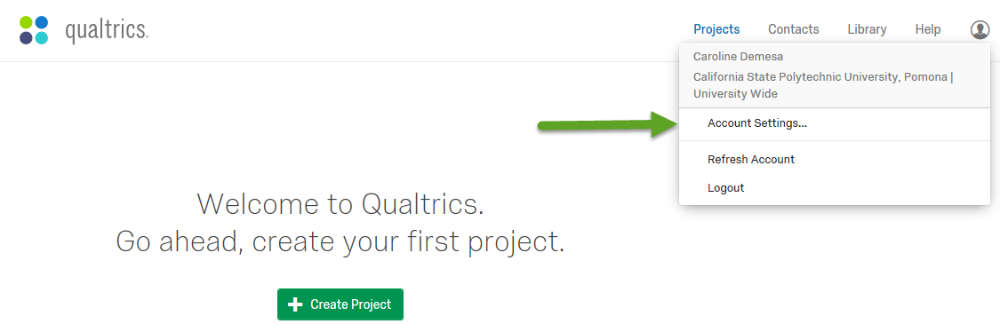 qualtrics.
Projects Contacts Library Help
Caroline Demesa
California State Polytechnic University, Pomona |
University Wide
Account Settings...
Refresh Account
Logout
Welcome to Qualtrics.
Go ahead, create your first project.
Create Project